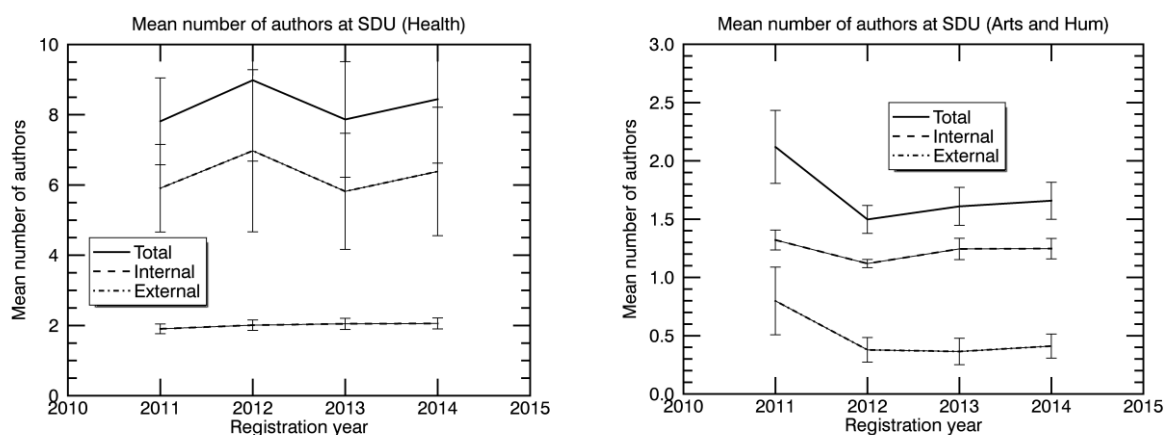 Mean number of authors at SDU (Health)
10
8
6
4
2
0
Mean number of authors
Total
Internal
External
2010 2011 2012 2013 2014 2015
Registration year
Mean number of authors at SDU (Arts and Hum)
3.0
2.5
2.0
1.5
1.0
0.5
0.0
Mean number of authors
Total
Internal
External
2010 2011 2012 2013 2014 2015
Registration year